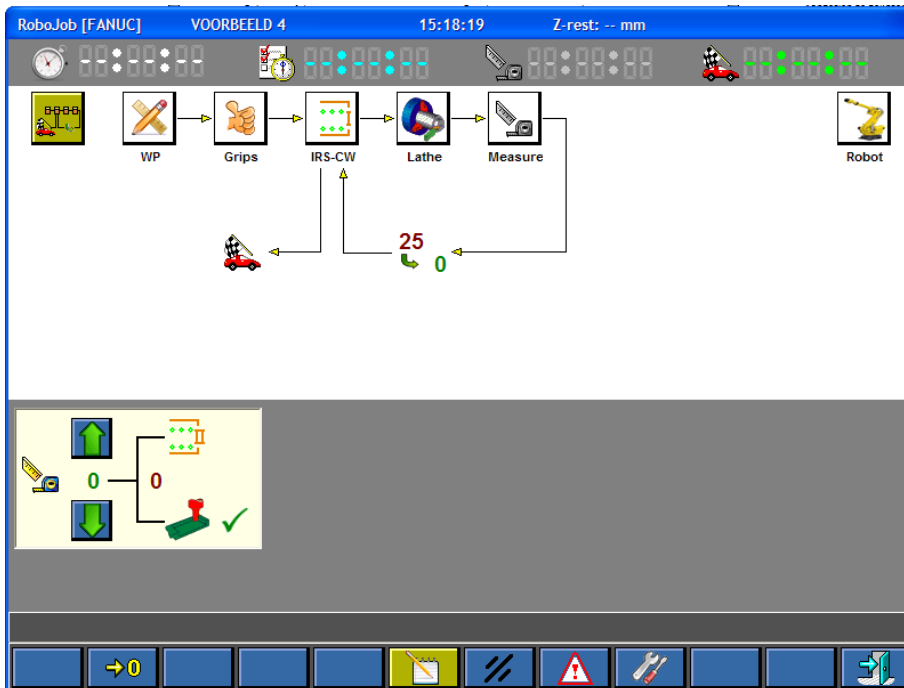 RoboJob [FANUC] VOORBEELD 4 15:18:19 Z-rest: -- mm
WP Grips IRS-CW Lathe Measure Robot
25
0
0 0
0